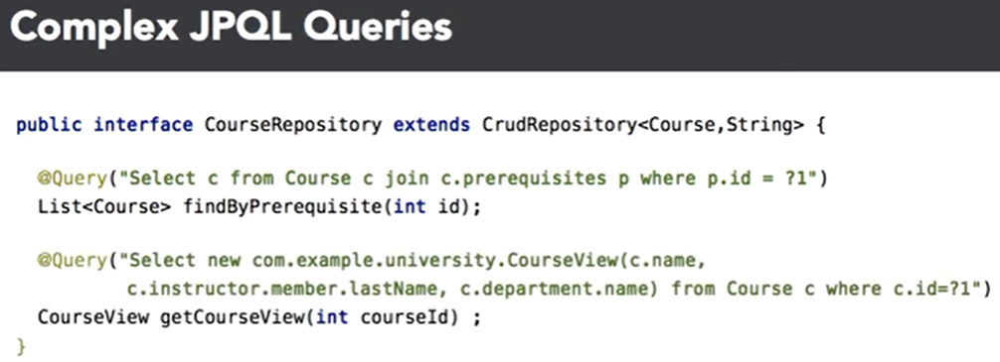 Complex JPQL Queries
public interface CourseRepository extends CrudRepository<Course,String> {
@Query("Select c from Course c join c.prerequisites p where p.id = ?1")
List<Course> findByPrerequisite(int id);
@Query("Select new com.example.university.CourseView(c.name,
c.instructor.member.lastName, c.department.name) from Course c where c.id=?1")
CourseView getCourseView(int courseId) ;
}